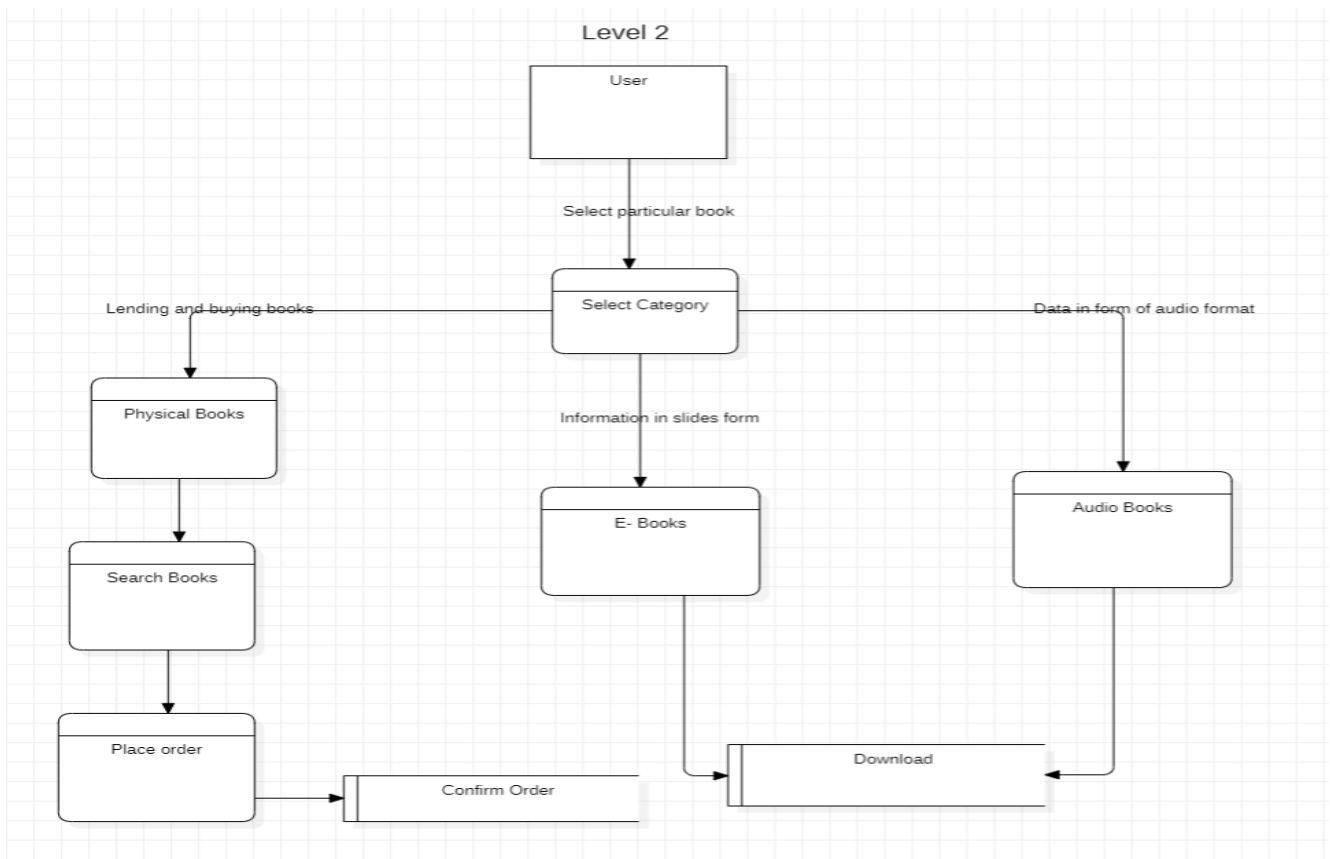 Level 2
User
Select particular book
Select Category
Lending and buying books
Data in form of audio format
Physical Books
Information in slides form
Audio Books
E- Books
Search Books
Place order
Download
Confirm Order